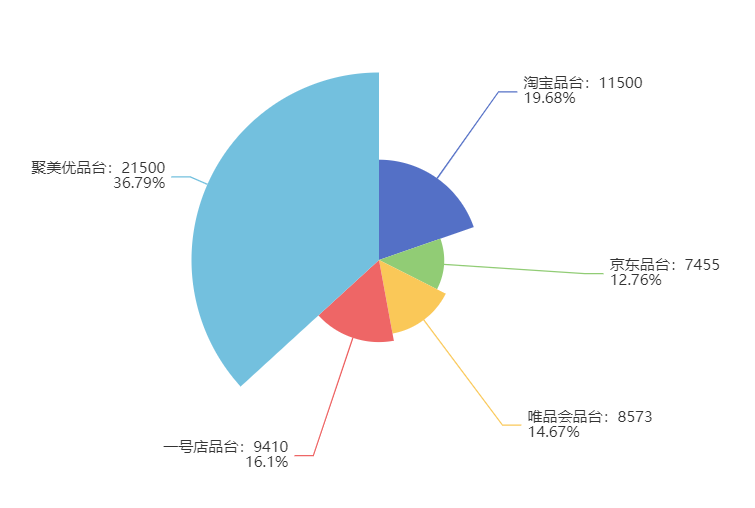 淘宝品台：11500
19.68%
聚美优品台：21500
36.79%
京东品台：7455
12.76%
唯品会品台：8573
14.67%
一号店品台：9410
16.1%